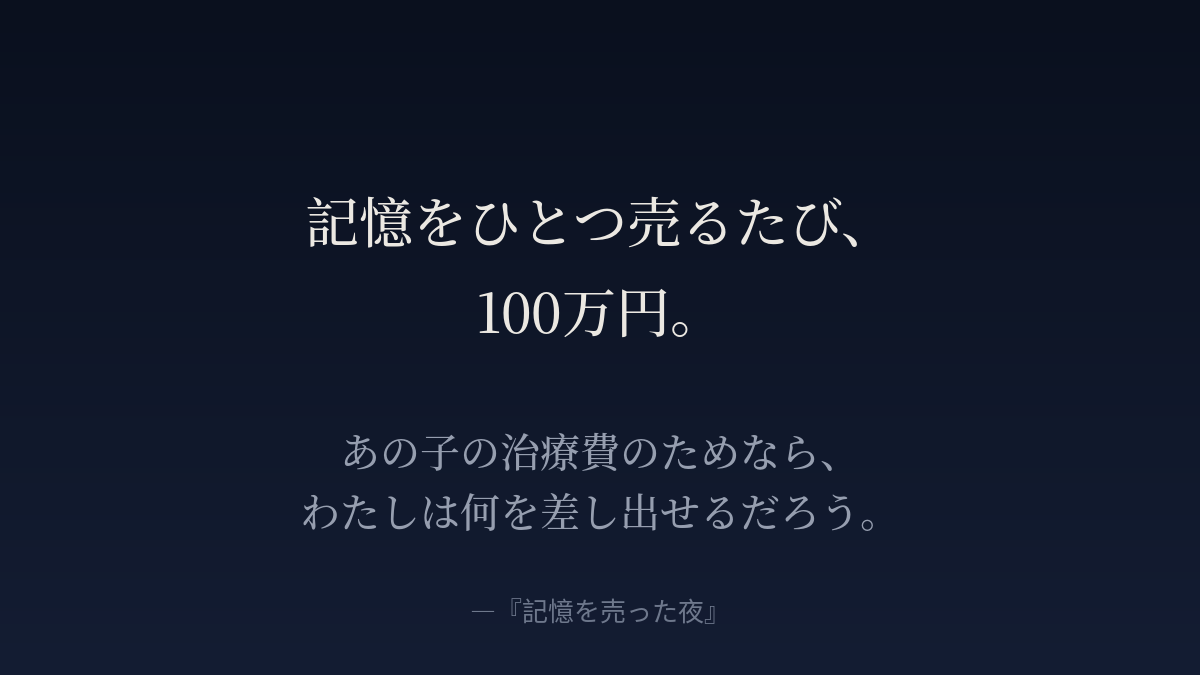 記憶をひとつ売るたび、
100万円。
あの子の治療費のためなら、
わたしは何を差し出せるだろう。
―『記憶を売った夜』